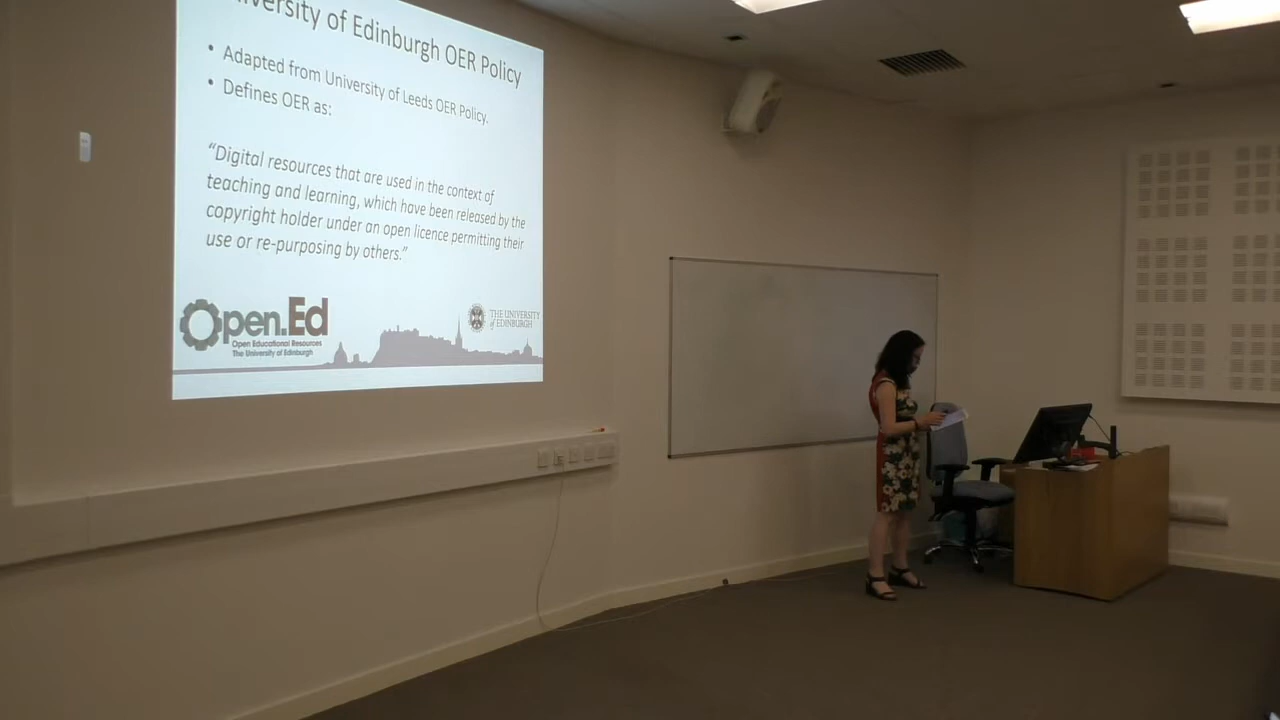 University of Edinburgh OER Policy
• Adapted from University of Leeds OER Policy.
• Defines OER as:
“Digital resources that are used in the context of
teaching and learning, which have been released by the
copyright holder under an open licence permitting their
use or re-purposing by others.”
Open.Ed
Open Educational Resources
The University of Edinburgh
THE UNIVERSITY
of EDINBURGH